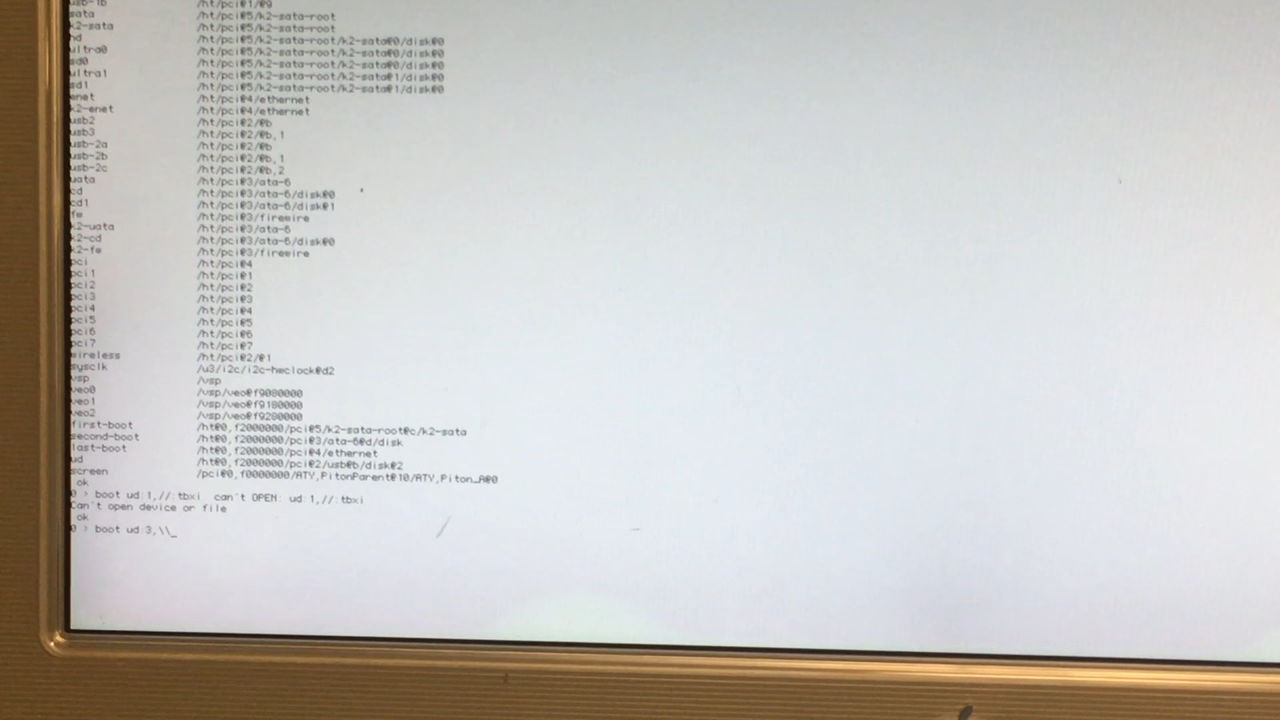 usb-1b /ht/pci@1/@9
sata /ht/pci@5/k2-sata-root
k2-sata /ht/pci@5/k2-sata-root
hd /ht/pci@5/k2-sata-root/k2-sata@0/disk@0
ultra0 /ht/pci@5/k2-sata-root/k2-sata@0/disk@0
sd0 /ht/pci@5/k2-sata-root/k2-sata@0/disk@0
ultra1 /ht/pci@5/k2-sata-root/k2-sata@1/disk@0
sd1 /ht/pci@5/k2-sata-root/k2-sata@1/disk@0
enet /ht/pci@4/ethernet
k2-enet /ht/pci@4/ethernet
usb2 /ht/pci@2/@b
usb3 /ht/pci@2/@b,1
usb-2a /ht/pci@2/@b
usb-2b /ht/pci@2/@b,1
usb-2c /ht/pci@2/@b,2
uata /ht/pci@3/ata-6
cd /ht/pci@3/ata-6/disk@0
cd1 /ht/pci@3/ata-6/disk@1
fw /ht/pci@3/firewire
k2-uata /ht/pci@3/ata-6
k2-cd /ht/pci@3/ata-6/disk@0
k2-fw /ht/pci@3/firewire
pci /ht/pci@4
pci1 /ht/pci@1
pci2 /ht/pci@2
pci3 /ht/pci@3
pci4 /ht/pci@4
pci5 /ht/pci@5
pci6 /ht/pci@6
pci7 /ht/pci@7
wireless /ht/pci@2/@1
sysclk /u3/i2c/i2c-hwclock@d2
vsp /vsp
veo0 /vsp/veo@f9080000
veo1 /vsp/veo@f9180000
veo2 /vsp/veo@f9280000
first-boot /ht@0,f2000000/pci@5/k2-sata-root@c/k2-sata
second-boot /ht@0,f2000000/pci@3/ata-6@d/disk
last-boot /ht@0,f2000000/pci@4/ethernet
ud /ht@0,f2000000/pci@2/usb@b/disk@2
screen /pci@0,f0000000/ATY,PitonParent@10/ATY,Piton_A@0
ok
0 > boot ud:1,//:tbxi can't OPEN: ud:1,//:tbxi
Can't open device or file
ok
0 > boot ud:3,\\_